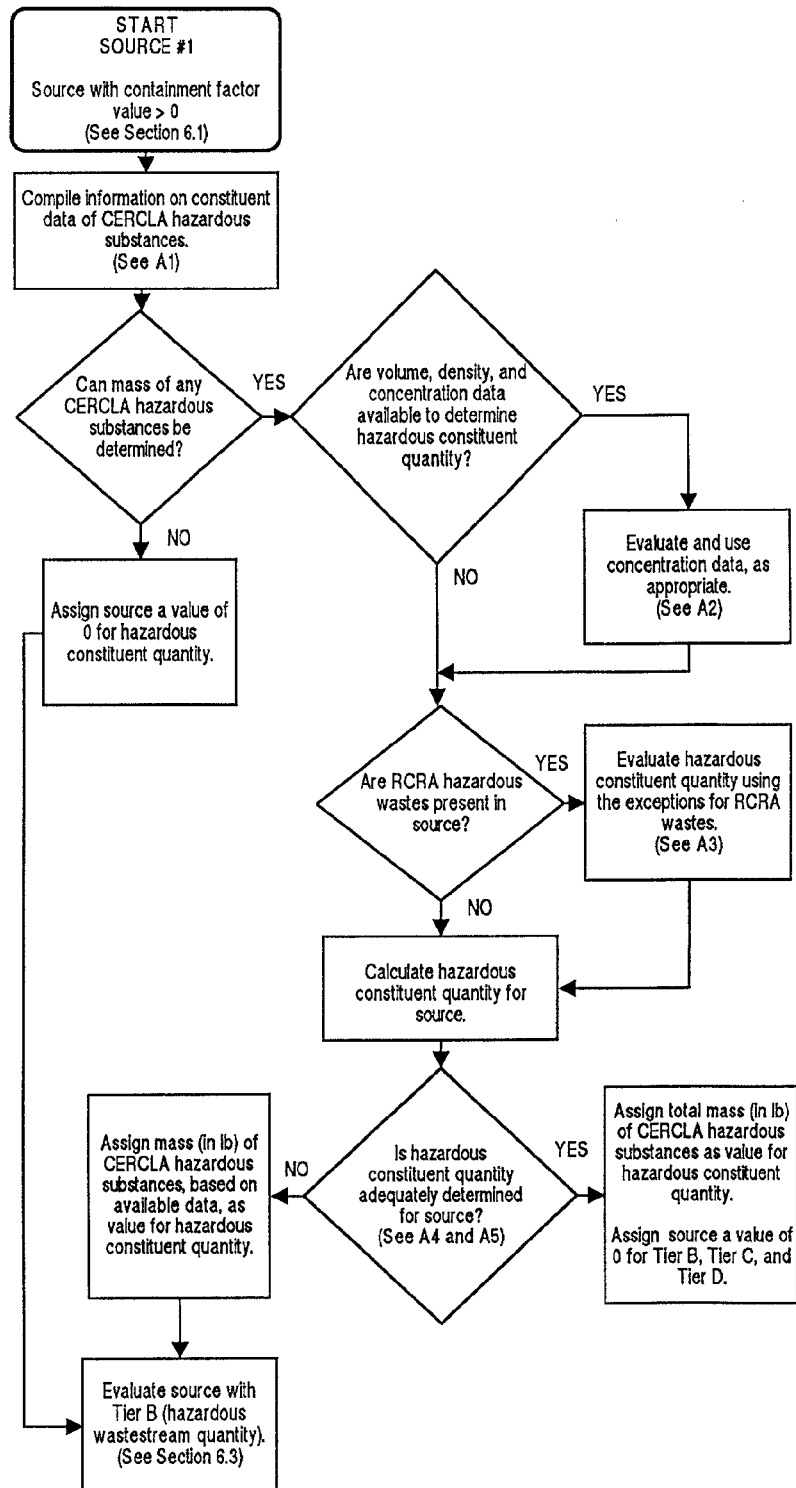 START
SOURCE #1
Source with containment factor
value > 0
(See Section 6.1)
Compile information on constituent
data of CERCLA hazardous
substances.
(See A1)
Can mass of any
CERCLA hazardous
substances be
determined?
YES
Are volume, density, and
concentration data
available to determine
hazardous constituent
quantity?
YES
NO
Assign source a value of
0 for hazardous
constituent quantity.
NO
Evaluate and use
concentration data, as
appropriate.
(See A2)
Are RCRA hazardous
wastes present in
source?
YES
Evaluate hazardous
constituent quantity using
the exceptions for RCRA
wastes.
(See A3)
NO
Calculate hazardous
constituent quantity for
source.
Assign mass (in lb) of
CERCLA hazardous
substances, based on
available data, as
value for hazardous
constituent quantity.
NO
Is hazardous
constituent quantity
adequately determined
for source?
(See A4 and A5)
YES
Assign total mass (in lb)
of CERCLA hazardous
substances as value for
hazardous constituent
quantity.
Assign source a value of
0 for Tier B, Tier C, and
Tier D.
Evaluate source with
Tier B (hazardous
wastestream quantity).
(See Section 6.3)